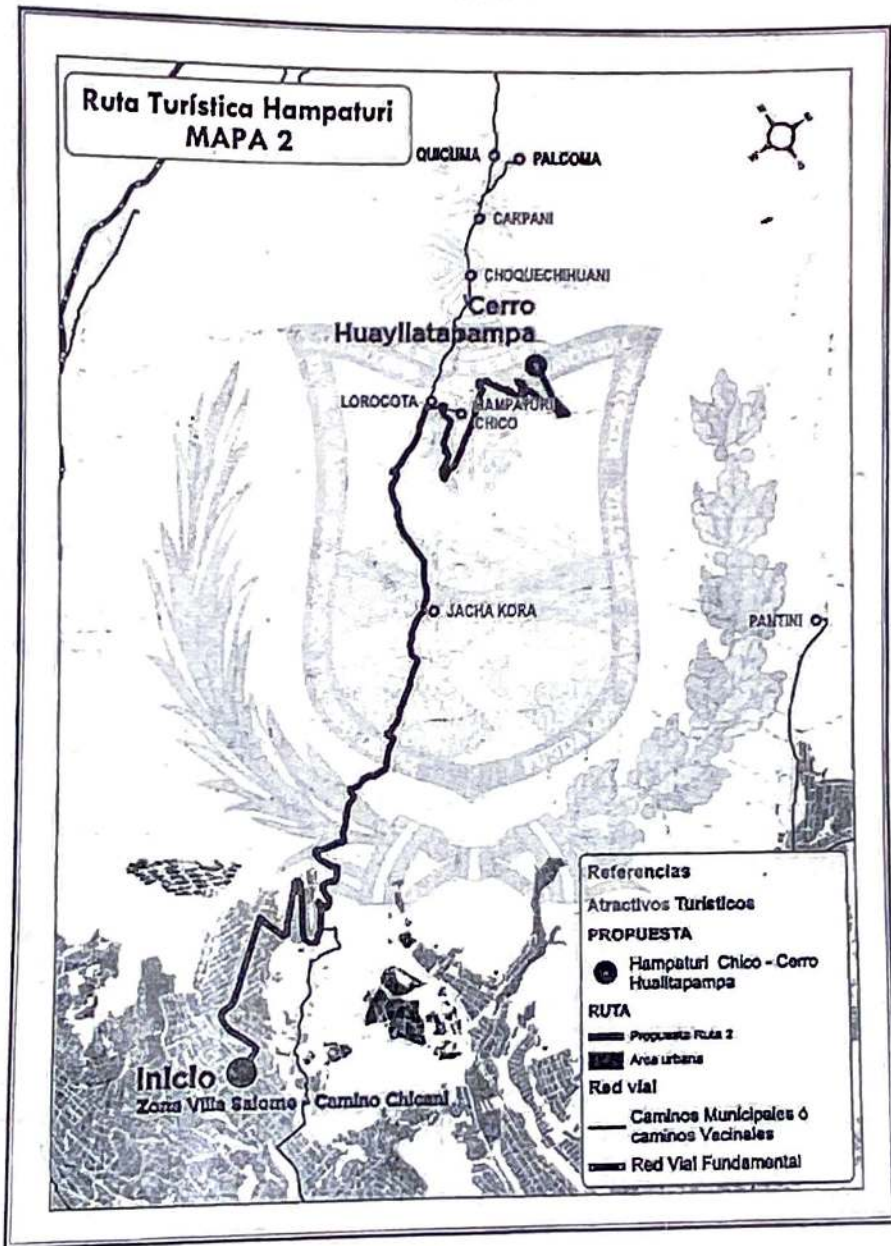 Ruta Turística Hampaturi
MAPA 2
QUICUMA
PALCOMA
CARPANI
CHOQUECHIHUANI
Cerro
Huayllatapampa
LOROCOTA
HAMPATURI
CHICO
JACHA KORA
PANTINI
Inicio
Zona Villa Salome - Camino Chicani
Referencias
Atractivos Turísticos
PROPUESTA
Hampaturi Chico - Cerro
Huallatapampa
RUTA
Propuesta Ruta 2
Area urbana
Red vial
Caminos Municipales ó
caminos Vecinales
Red Vial Fundamental